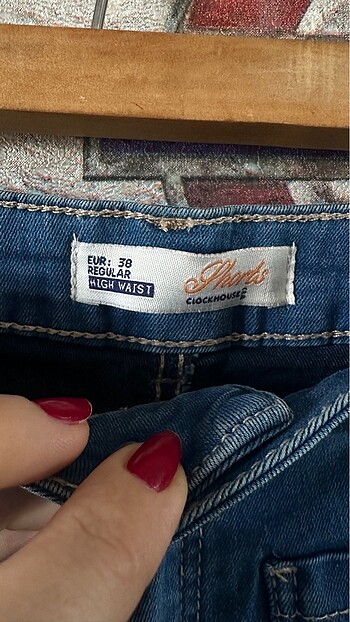 EUR: 38
REGULAR
HIGH WAIST
Shorts
CLOCKHOUSE